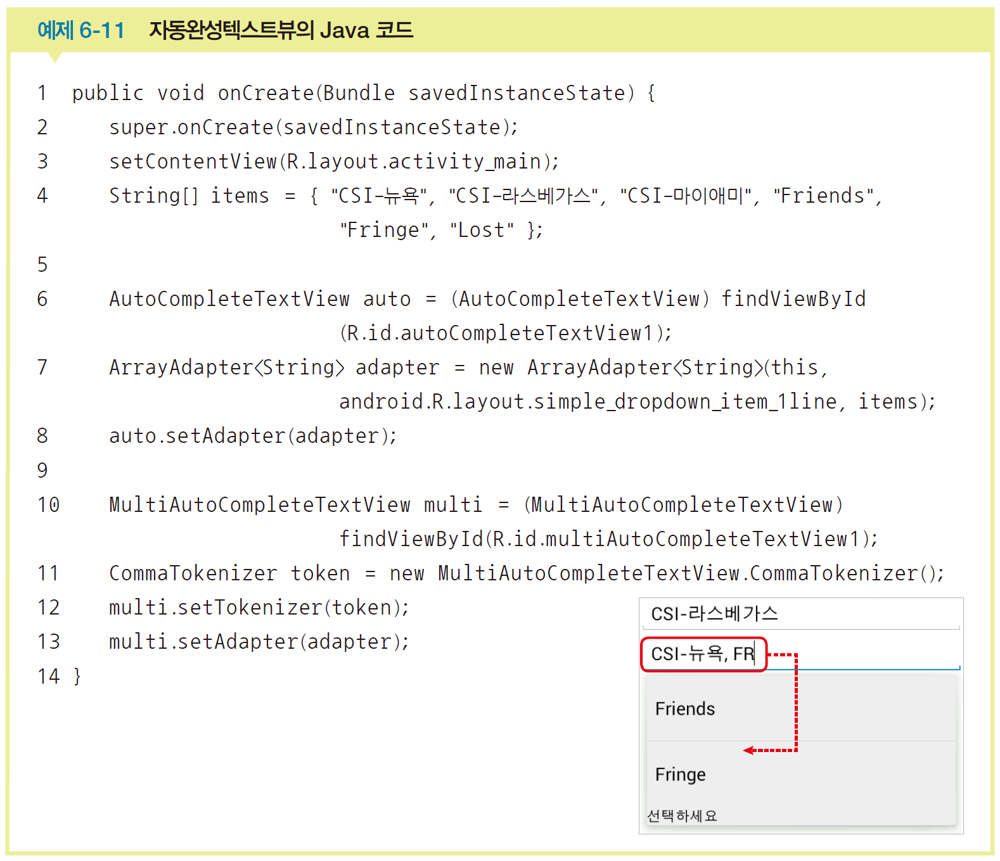 예제 6-11 자동완성텍스트뷰의 Java 코드
1 public void onCreate(Bundle savedInstanceState) {
2 super.onCreate(savedInstanceState);
3 setContentView(R.layout.activity_main);
4 String[] items = { "CSI-뉴욕", "CSI-라스베가스", "CSI-마이애미", "Friends",
"Fringe", "Lost" };
5
6 AutoCompleteTextView auto = (AutoCompleteTextView) findViewById
(R.id.autoCompleteTextView1);
7 ArrayAdapter<String> adapter = new ArrayAdapter<String>(this,
android.R.layout.simple_dropdown_item_1line, items);
8 auto.setAdapter(adapter);
9
10 MultiAutoCompleteTextView multi = (MultiAutoCompleteTextView)
findViewById(R.id.multiAutoCompleteTextView1);
11 CommaTokenizer token = new MultiAutoCompleteTextView.CommaTokenizer();
12 multi.setTokenizer(token);
13 multi.setAdapter(adapter);
14 }
CSI-라스베가스
CSI-뉴욕, FR
Friends
Fringe
선택하세요